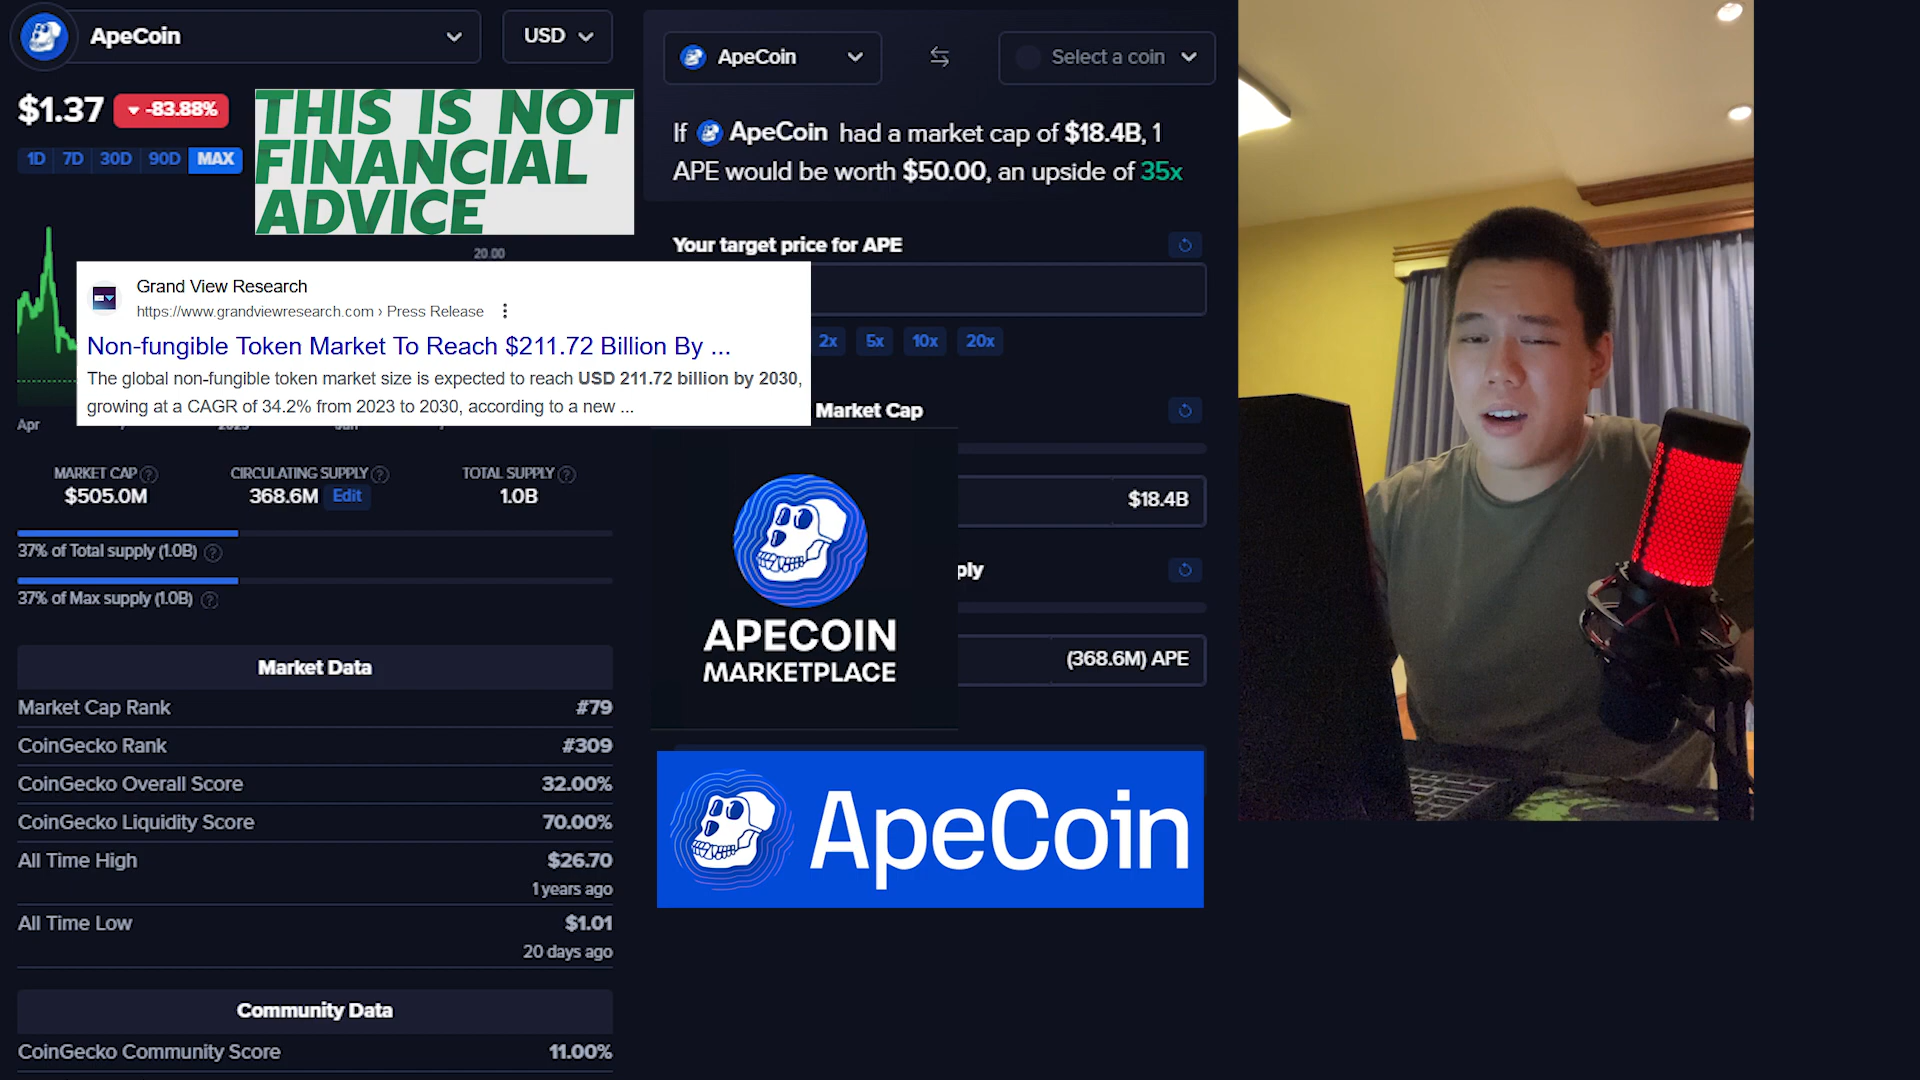 ApeCoin
USD
$1.37
-83.88%
1D 7D 30D 90D MAX
THIS IS NOT
FINANCIAL
ADVICE
20.00
Grand View Research
https://www.grandviewresearch.com › Press Release
Non-fungible Token Market To Reach $211.72 Billion By ...
The global non-fungible token market size is expected to reach USD 211.72 billion by 2030,
growing at a CAGR of 34.2% from 2023 to 2030, according to a new ...
Apr
MARKET CAP
$505.0M
CIRCULATING SUPPLY
368.6M Edit
TOTAL SUPPLY
1.0B
37% of Total supply (1.0B)
37% of Max supply (1.0B)
Market Data
Market Cap Rank #79
CoinGecko Rank #309
CoinGecko Overall Score 32.00%
CoinGecko Liquidity Score 70.00%
All Time High $26.70
1 years ago
All Time Low $1.01
20 days ago
Community Data
CoinGecko Community Score 11.00%
ApeCoin
Select a coin
If ApeCoin had a market cap of $18.4B, 1
APE would be worth $50.00, an upside of 35x
Your target price for APE
2x 5x 10x 20x
Market Cap
$18.4B
ply
(368.6M) APE
APECOIN
MARKETPLACE
ApeCoin